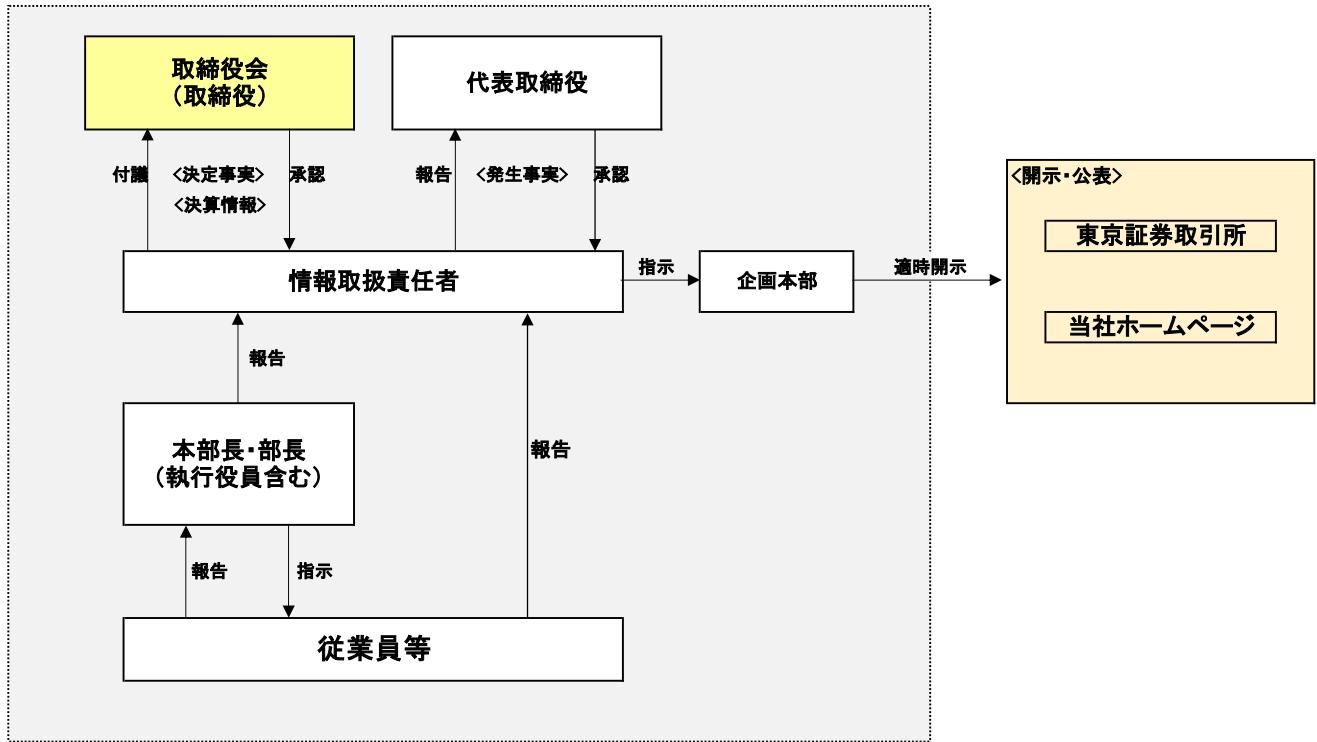 取締役会
（取締役）
代表取締役
付議
<決定事実>
<決算情報>
承認
報告
<発生事実>
承認
<開示・公表>
東京証券取引所
当社ホームページ
情報取扱責任者
指示
企画本部
適時開示
報告
本部長・部長
（執行役員含む）
報告
報告
指示
従業員等